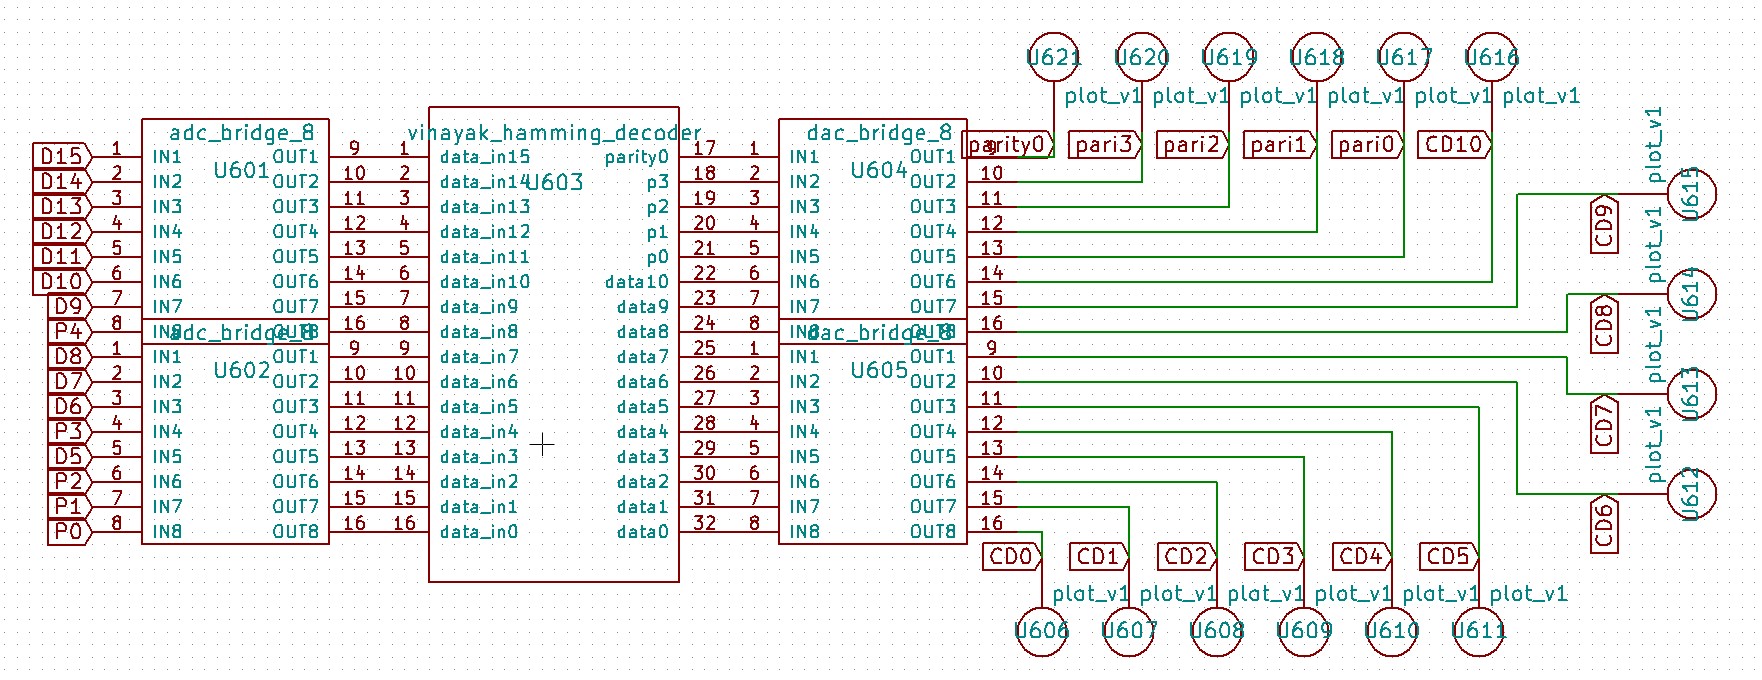 U621 U620 U619 U618 U617 U616
plot_v1 plot_v1 plot_v1 plot_v1 plot_v1 plot_v1
parity0 pari3 pari2 pari1 pari0 CD10
adc_bridge_8 vinayak_hamming_decoder dac_bridge_8
U601 U603 U604
D15 1 IN1 OUT1 9 1 data_in15 parity0 17 1 IN1 OUT1 9
D14 2 IN2 OUT2 10 2 data_in14 p3 18 2 IN2 OUT2 10
D13 3 IN3 OUT3 11 3 data_in13 p2 19 3 IN3 OUT3 11
D12 4 IN4 OUT4 12 4 data_in12 p1 20 4 IN4 OUT4 12
D11 5 IN5 OUT5 13 5 data_in11 p0 21 5 IN5 OUT5 13
D10 6 IN6 OUT6 14 6 data_in10 data10 22 6 IN6 OUT6 14
D9 7 IN7 OUT7 15 7 data_in9 data9 23 7 IN7 OUT7 15
P4 8 IN8 OUT8 16 8 data_in8 data8 24 8 IN8 OUT8 16
adc_bridge_8 dac_bridge_8
U602 U605
D8 1 IN1 OUT1 9 9 data_in7 data7 25 1 IN1 OUT1 9
D7 2 IN2 OUT2 10 10 data_in6 data6 26 2 IN2 OUT2 10
D6 3 IN3 OUT3 11 11 data_in5 data5 27 3 IN3 OUT3 11
P3 4 IN4 OUT4 12 12 data_in4 data4 28 4 IN4 OUT4 12
D5 5 IN5 OUT5 13 13 data_in3 data3 29 5 IN5 OUT5 13
P2 6 IN6 OUT6 14 14 data_in2 data2 30 6 IN6 OUT6 14
P1 7 IN7 OUT7 15 15 data_in1 data1 31 7 IN7 OUT7 15
P0 8 IN8 OUT8 16 16 data_in0 data0 32 8 IN8 OUT8 16
plot_v1
CD9 U615
plot_v1
CD8 U614
plot_v1
CD7 U613
plot_v1
CD6 U612
CD0 CD1 CD2 CD3 CD4 CD5
plot_v1 plot_v1 plot_v1 plot_v1 plot_v1 plot_v1
U606 U607 U608 U609 U610 U611